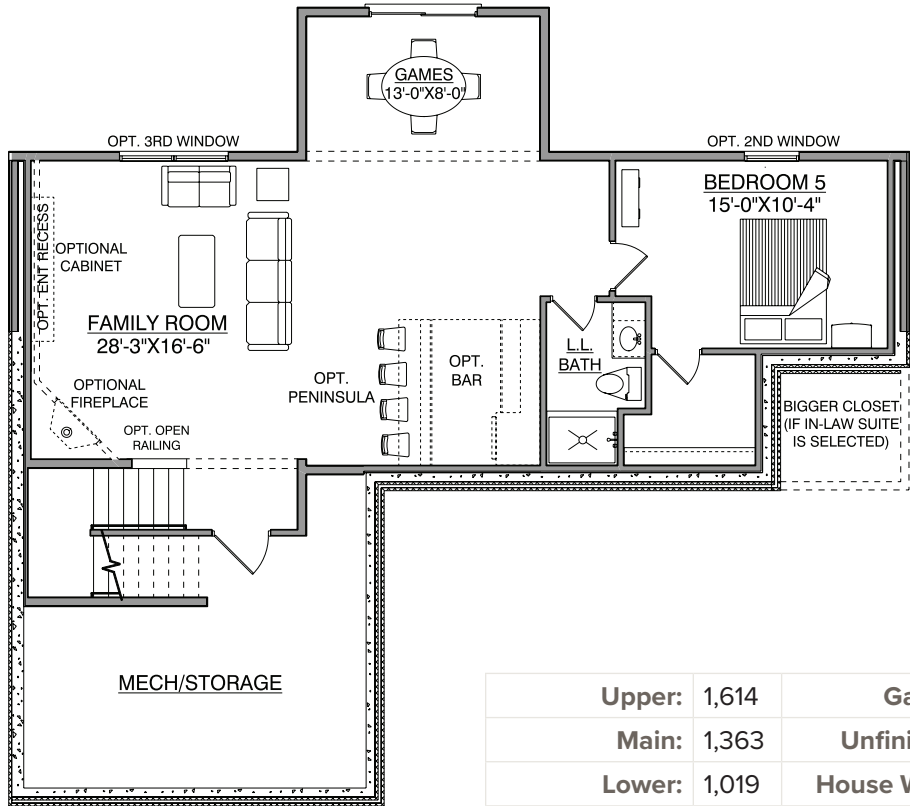 GAMES
13'-0"X8'-0"
OPT. 3RD WINDOW
OPT. 2ND WINDOW
BEDROOM 5
15'-0"X10'-4"
OPT. ENT RECESS
OPTIONAL
CABINET
FAMILY ROOM
28'-3"X16'-6"
L.L.
BATH
OPT.
BAR
OPT.
PENINSULA
OPTIONAL
FIREPLACE
OPT. OPEN
RAILING
BIGGER CLOSET
(IF IN-LAW SUITE
IS SELECTED)
MECH/STORAGE
Upper: 1,614 Ga
Main: 1,363 Unfini
Lower: 1,019 House W